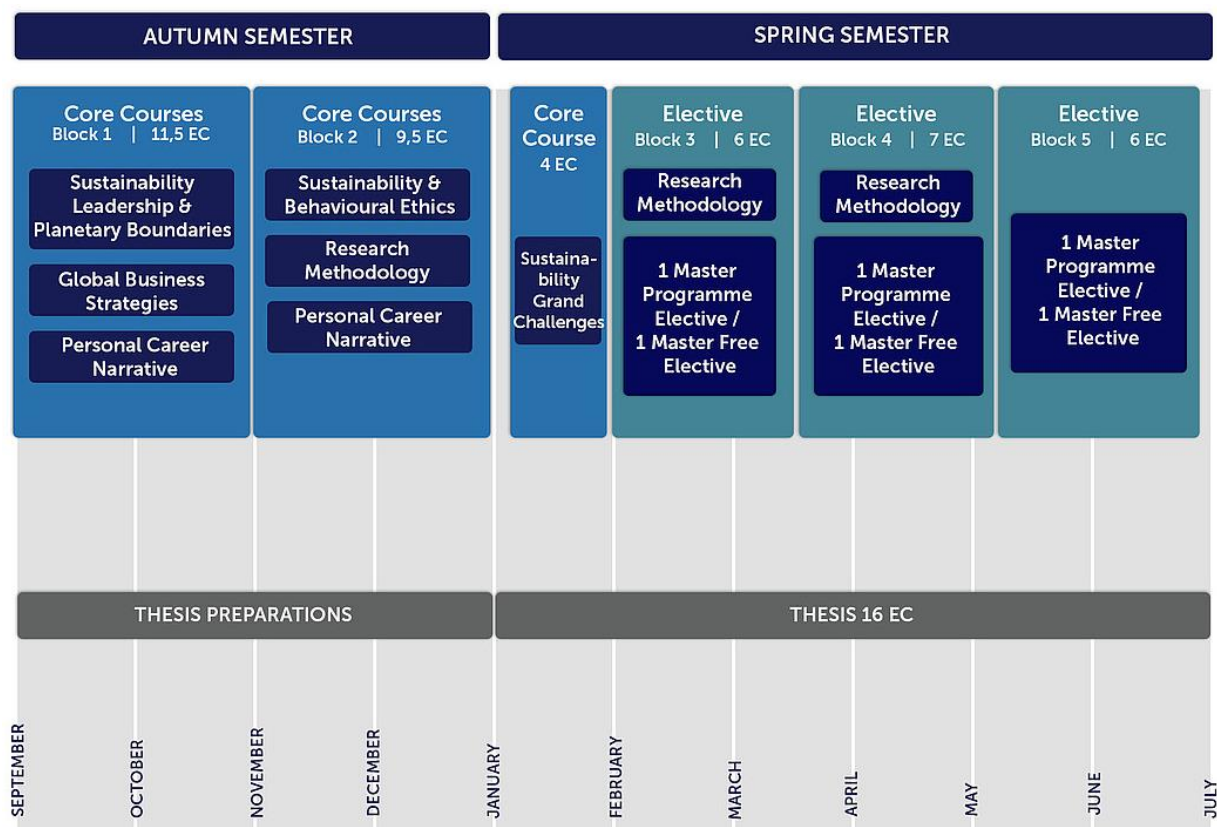 AUTUMN SEMESTER
SPRING SEMESTER
Core Courses
Block 1 | 11,5 EC
Sustainability
Leadership &
Planetary Boundaries
Global Business
Strategies
Personal Career
Narrative
Core Courses
Block 2 | 9,5 EC
Sustainability &
Behavioural Ethics
Research
Methodology
Personal Career
Narrative
Core
Course
4 EC
Sustaina-
bility
Grand
Challenges
Elective
Block 3 | 6 EC
Research
Methodology
1 Master
Programme
Elective /
1 Master Free
Elective
Elective
Block 4 | 7 EC
Research
Methodology
1 Master
Programme
Elective /
1 Master Free
Elective
Elective
Block 5 | 6 EC
1 Master
Programme
Elective /
1 Master Free
Elective
THESIS PREPARATIONS
THESIS 16 EC
SEPTEMBER
OCTOBER
NOVEMBER
DECEMBER
JANUARY
FEBRUARY
MARCH
APRIL
MAY
JUNE
JULY